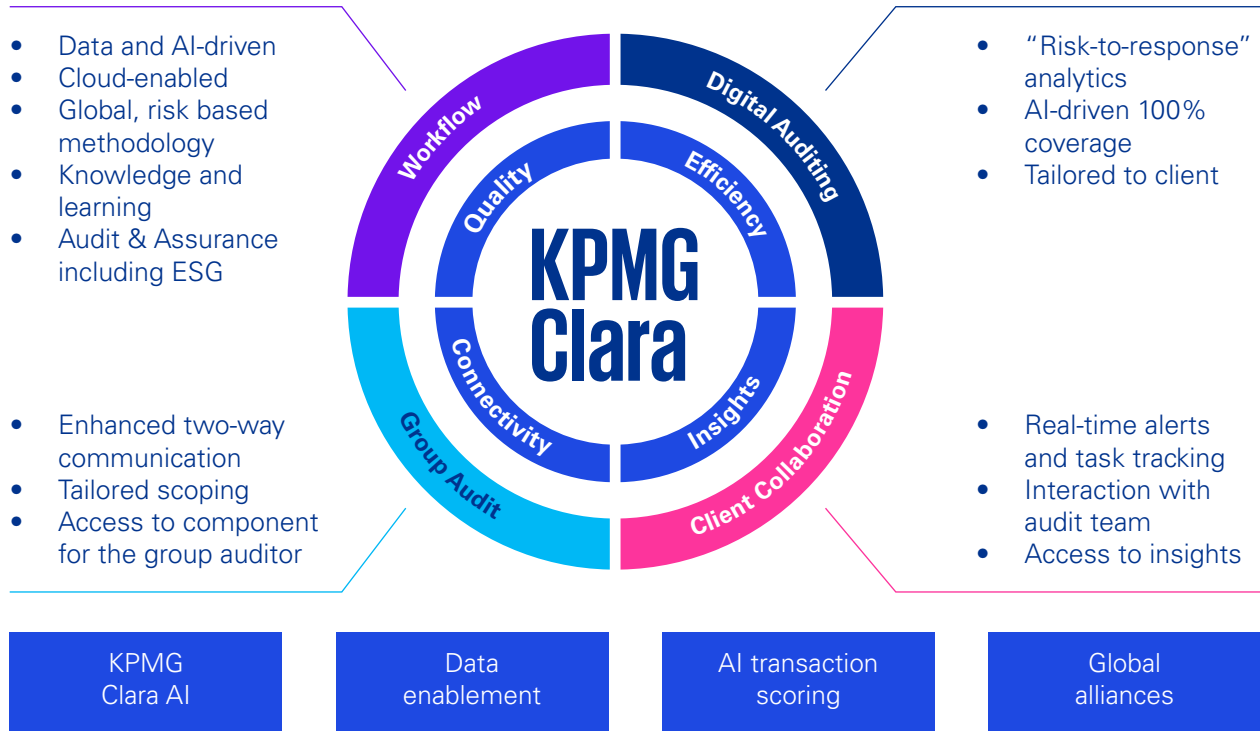 • Data and AI-driven
• Cloud-enabled
• Global, risk based
methodology
• Knowledge and
learning
• Audit & Assurance
including ESG
Workflow
Digital Auditing
• “Risk-to-response”
analytics
• AI-driven 100%
coverage
• Tailored to client
Quality
Efficiency
KPMG
Clara
Connectivity
Insights
• Enhanced two-way
communication
• Tailored scoping
• Access to component
for the group auditor
Group Audit
Client Collaboration
• Real-time alerts
and task tracking
• Interaction with
audit team
• Access to insights
KPMG
Clara AI
Data
enablement
AI transaction
scoring
Global
alliances